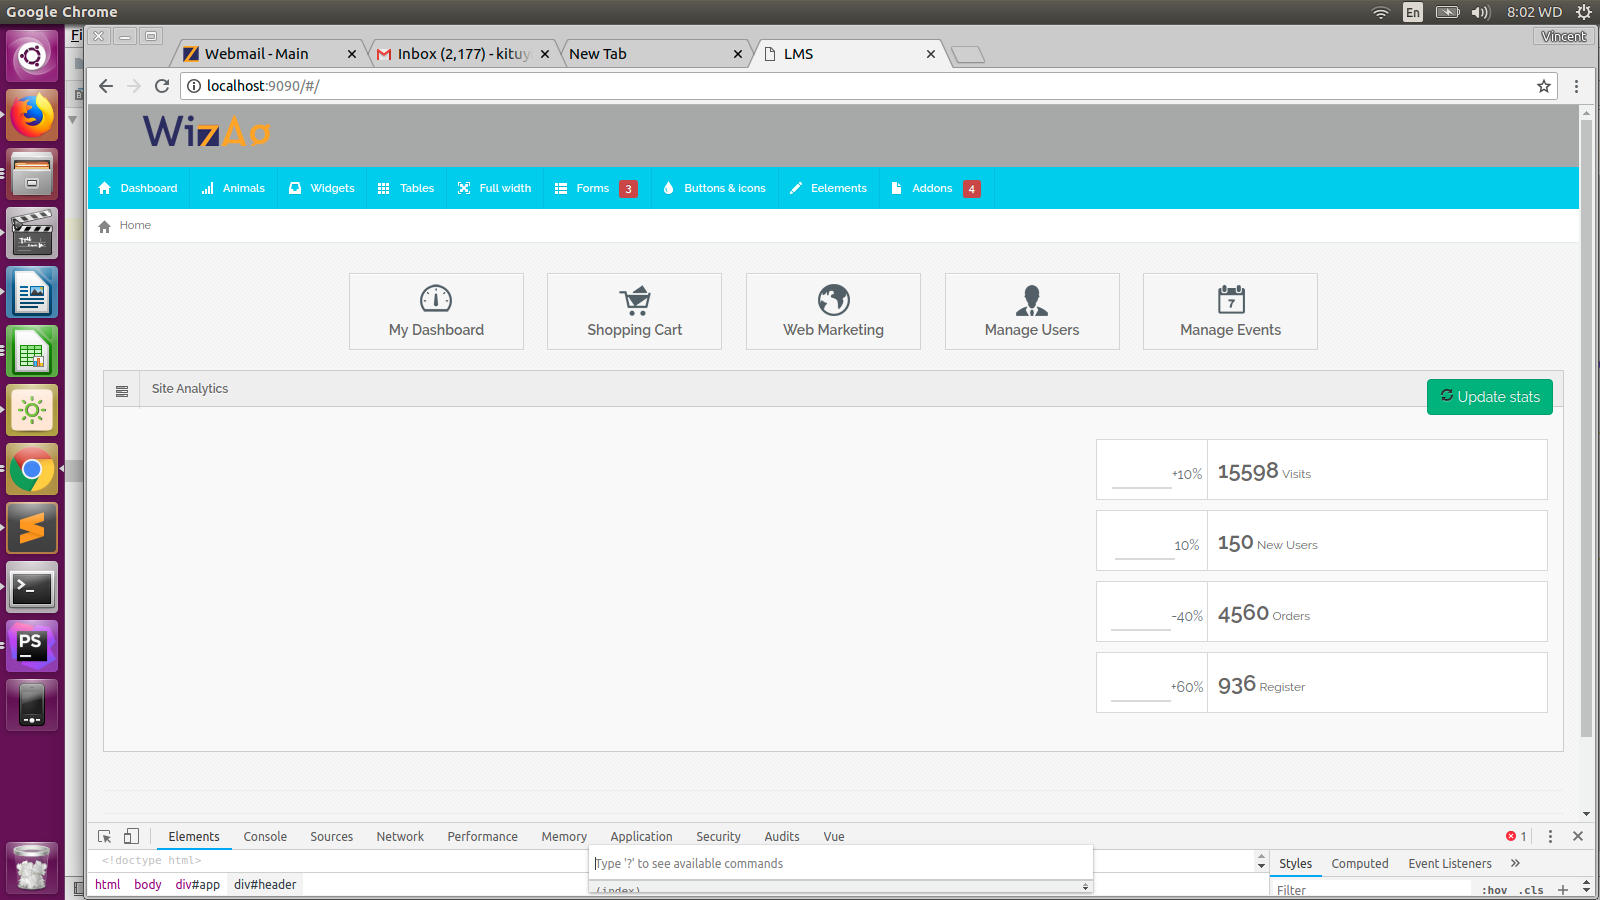 Google Chrome
En
8:02 WD
Fi
Vincent
Webmail - Main
Inbox (2,177) - kituy
New Tab
LMS
localhost:9090/#/
WizAg
Dashboard
Animals
Widgets
Tables
Full width
Forms 3
Buttons & icons
Eelements
Addons 4
Home
My Dashboard
Shopping Cart
Web Marketing
Manage Users
7
Manage Events
Site Analytics
Update stats
+10% 15598 Visits
10% 150 New Users
-40% 4560 Orders
+60% 936 Register
PS
Elements
Console
Sources
Network
Performance
Memory
Application
Security
Audits
Vue
1
<!doctype html>
Type '?' to see available commands
(index)
html body div#app div#header
Styles
Computed
Event Listeners
»
Filter
:hov .cls +